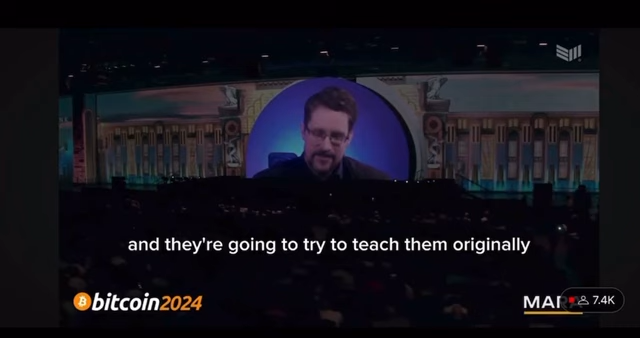 and they're going to try to teach them originally
bitcoin2024
7.4K